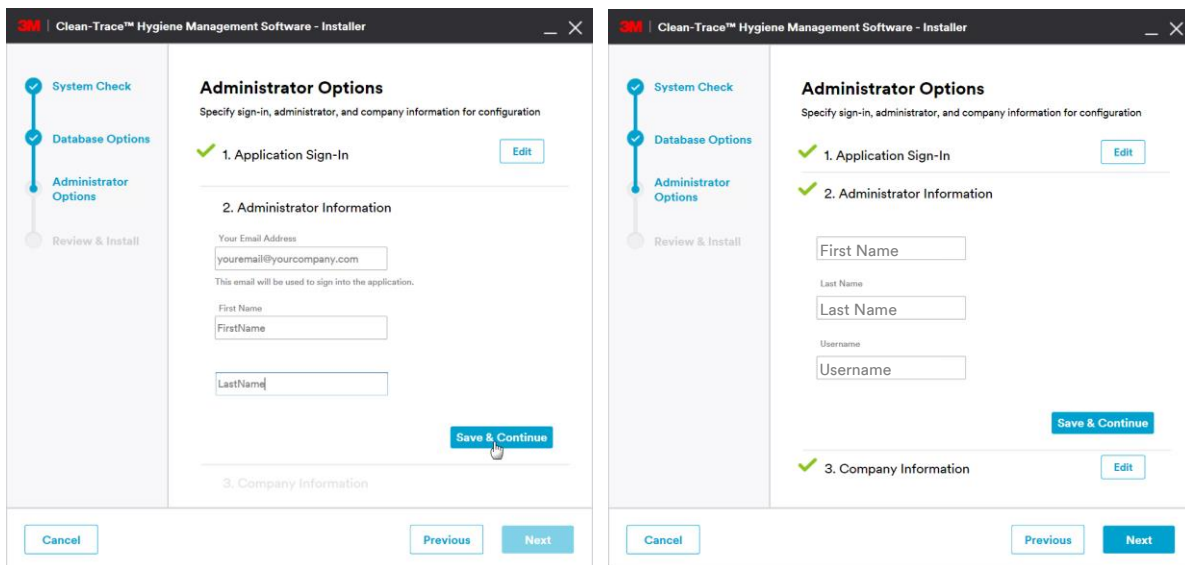 3M | Clean-Trace™ Hygiene Management Software - Installer
System Check
Database Options
Administrator
Options
Review & Install
Administrator Options
Specify sign-in, administrator, and company information for configuration
1. Application Sign-In
Edit
2. Administrator Information
Your Email Address
youremail@yourcompany.com
This email will be used to sign into the application.
First Name
FirstName
LastName
Save & Continue
3. Company Information
Cancel
Previous
Next
3M | Clean-Trace™ Hygiene Management Software - Installer
System Check
Database Options
Administrator
Options
Review & Install
Administrator Options
Specify sign-in, administrator, and company information for configuration
1. Application Sign-In
Edit
2. Administrator Information
First Name
Last Name
Last Name
Username
Username
Save & Continue
3. Company Information
Edit
Cancel
Previous
Next